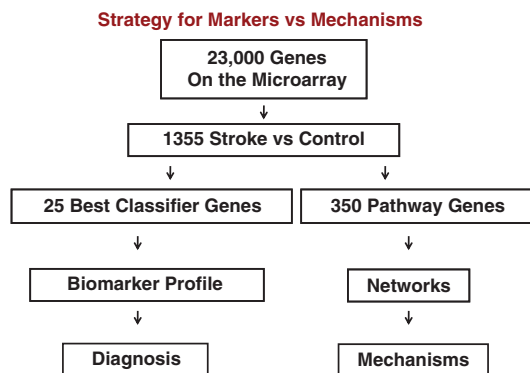 Strategy for Markers vs Mechanisms
23,000 Genes
On the Microarray
1355 Stroke vs Control
25 Best Classifier Genes
350 Pathway Genes
Biomarker Profile
Networks
Diagnosis
Mechanisms